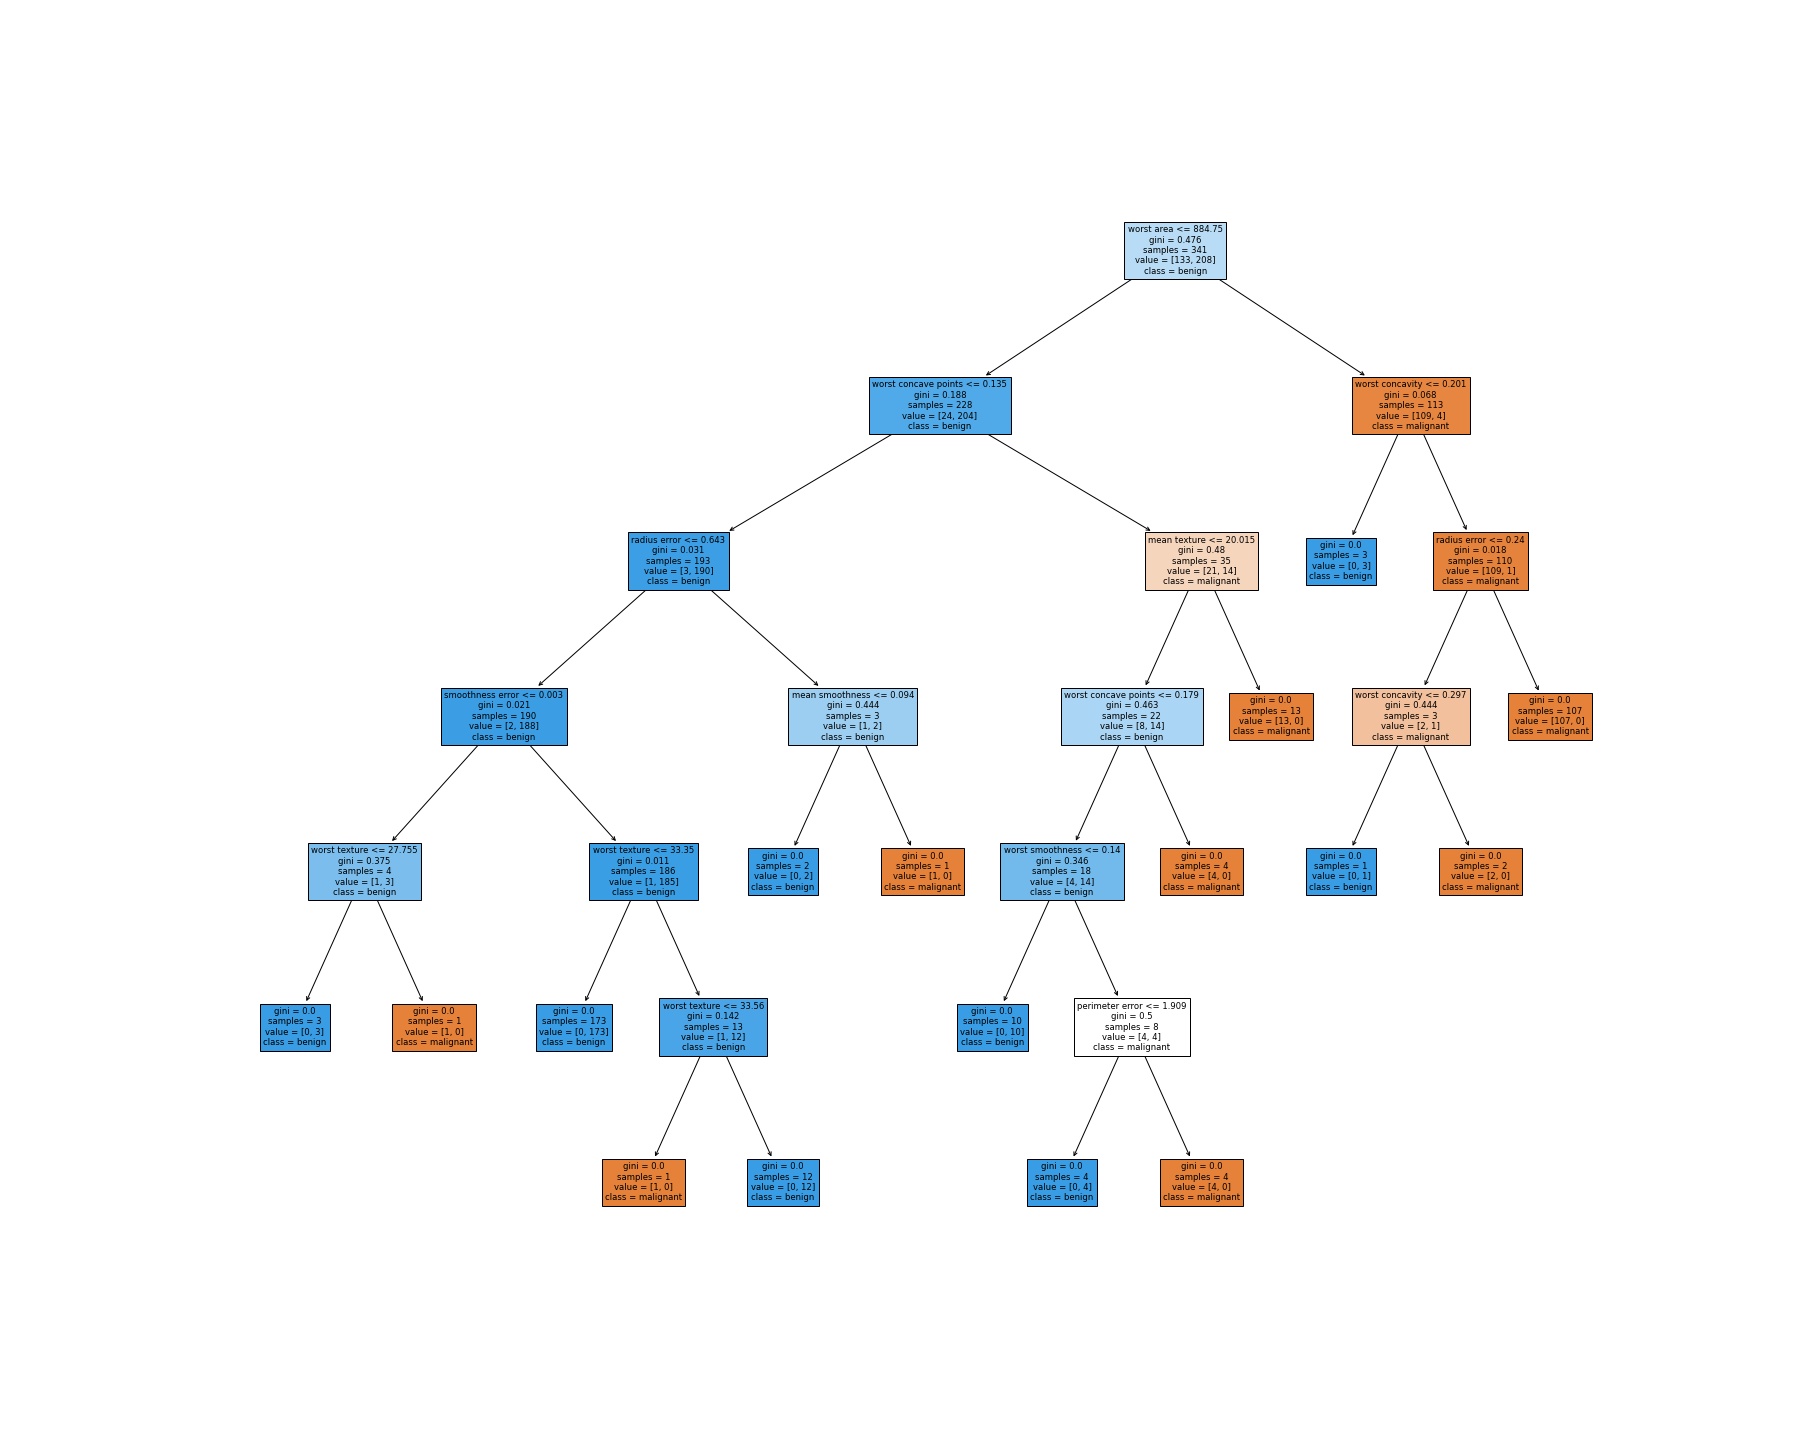 worst area <= 884.75
gini = 0.476
samples = 341
value = [133, 208]
class = benign
worst concave points <= 0.135
gini = 0.188
samples = 228
value = [24, 204]
class = benign
worst concavity <= 0.201
gini = 0.068
samples = 113
value = [109, 4]
class = malignant
radius error <= 0.643
gini = 0.031
samples = 193
value = [3, 190]
class = benign
mean texture <= 20.015
gini = 0.48
samples = 35
value = [21, 14]
class = malignant
gini = 0.0
samples = 3
value = [0, 3]
class = benign
radius error <= 0.24
gini = 0.018
samples = 110
value = [109, 1]
class = malignant
smoothness error <= 0.003
gini = 0.021
samples = 190
value = [2, 188]
class = benign
mean smoothness <= 0.094
gini = 0.444
samples = 3
value = [1, 2]
class = benign
worst concave points <= 0.179
gini = 0.463
samples = 22
value = [8, 14]
class = benign
gini = 0.0
samples = 13
value = [13, 0]
class = malignant
worst concavity <= 0.297
gini = 0.444
samples = 3
value = [2, 1]
class = malignant
gini = 0.0
samples = 107
value = [107, 0]
class = malignant
worst texture <= 27.755
gini = 0.375
samples = 4
value = [1, 3]
class = benign
worst texture <= 33.35
gini = 0.011
samples = 186
value = [1, 185]
class = benign
gini = 0.0
samples = 2
value = [0, 2]
class = benign
gini = 0.0
samples = 1
value = [1, 0]
class = malignant
worst smoothness <= 0.14
gini = 0.346
samples = 18
value = [4, 14]
class = benign
gini = 0.0
samples = 4
value = [4, 0]
class = malignant
gini = 0.0
samples = 1
value = [0, 1]
class = benign
gini = 0.0
samples = 2
value = [2, 0]
class = malignant
gini = 0.0
samples = 3
value = [0, 3]
class = benign
gini = 0.0
samples = 1
value = [1, 0]
class = malignant
gini = 0.0
samples = 173
value = [0, 173]
class = benign
worst texture <= 33.56
gini = 0.142
samples = 13
value = [1, 12]
class = benign
gini = 0.0
samples = 10
value = [0, 10]
class = benign
perimeter error <= 1.909
gini = 0.5
samples = 8
value = [4, 4]
class = malignant
gini = 0.0
samples = 1
value = [1, 0]
class = malignant
gini = 0.0
samples = 12
value = [0, 12]
class = benign
gini = 0.0
samples = 4
value = [0, 4]
class = benign
gini = 0.0
samples = 4
value = [4, 0]
class = malignant